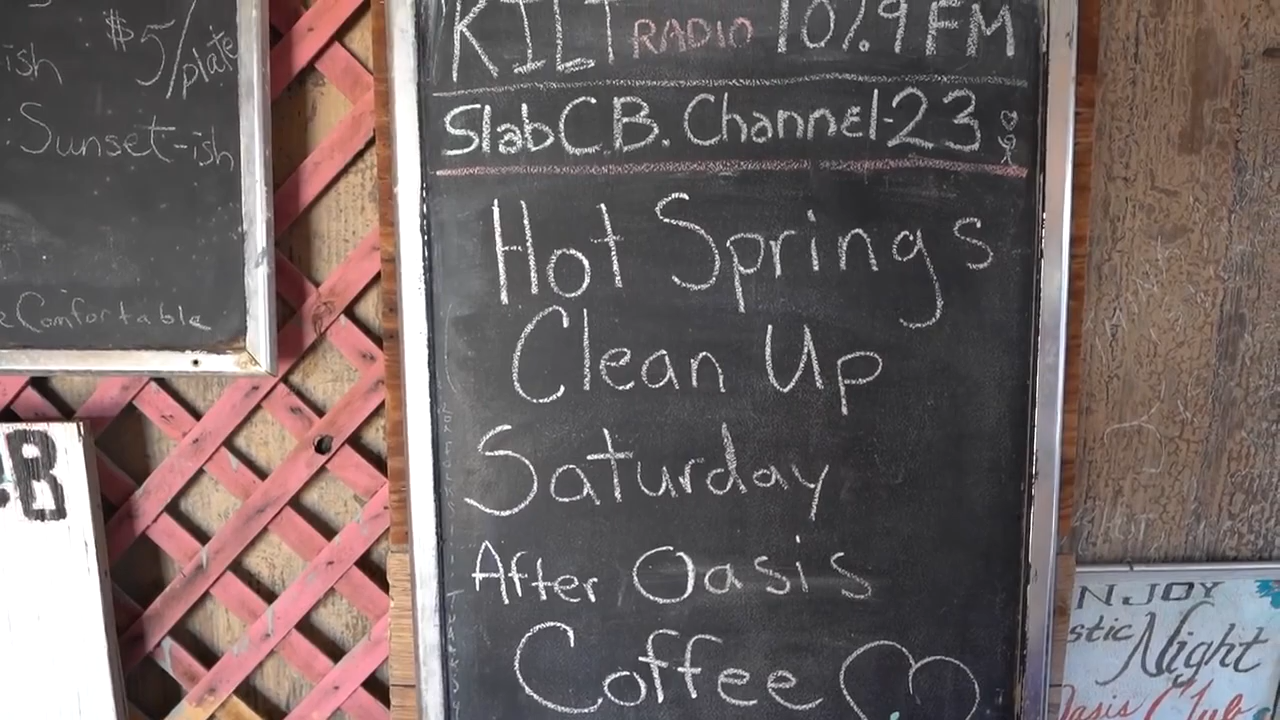 ish $5/plate
Sunset-ish
Comfortable
B
KILT RADIO 107.9 FM
Slab C.B. Channel-23
Hot Springs
Clean Up
Saturday
After Oasis
Coffee
NJOY
stic Night
Oasis Club